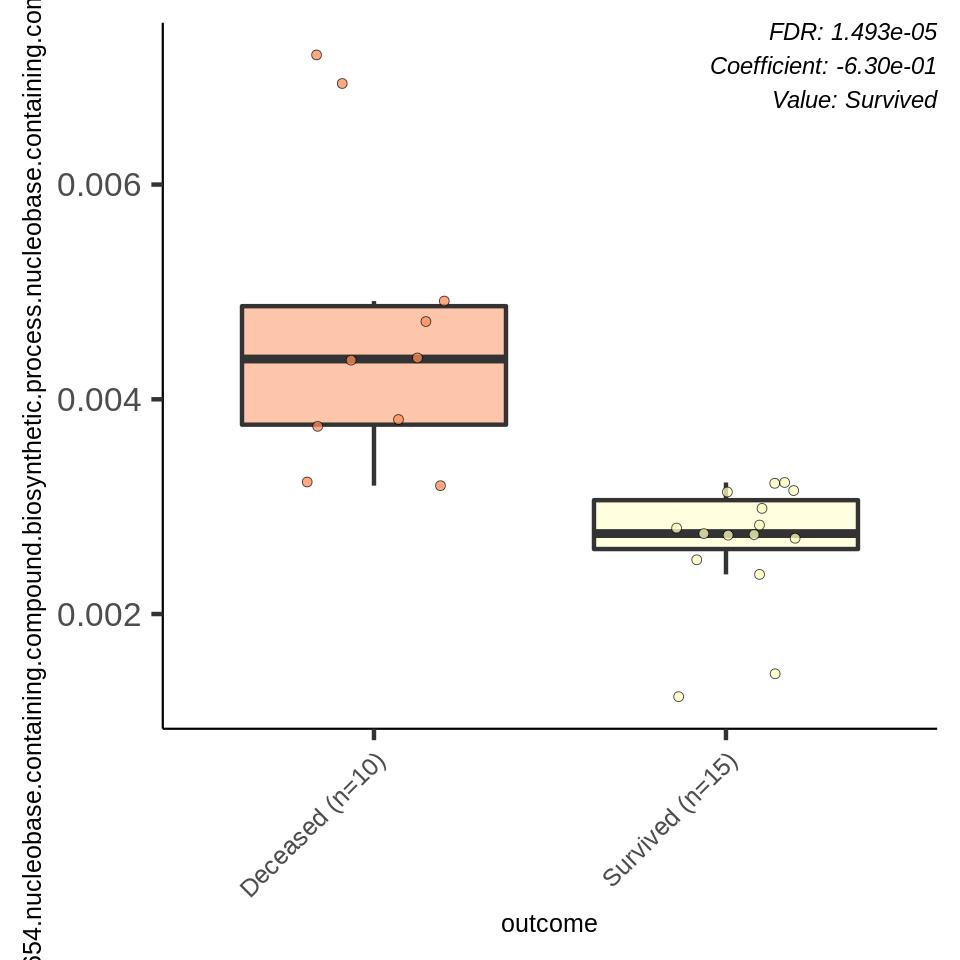 FDR: 1.493e-05
Coefficient: -6.30e-01
Value: Survived
654.nucleobase.containing.compound.biosynthetic.process.nucleobase.containing.com
0.006
0.004
0.002
Deceased (n=10)
Survived (n=15)
outcome